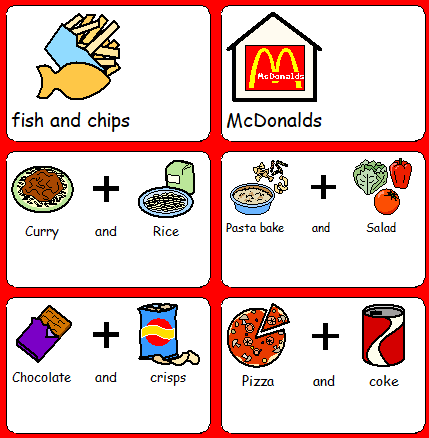 McDonalds
fish and chips
McDonalds
Curry and Rice
Pasta bake and Salad
Chocolate and crisps
Pizza and coke